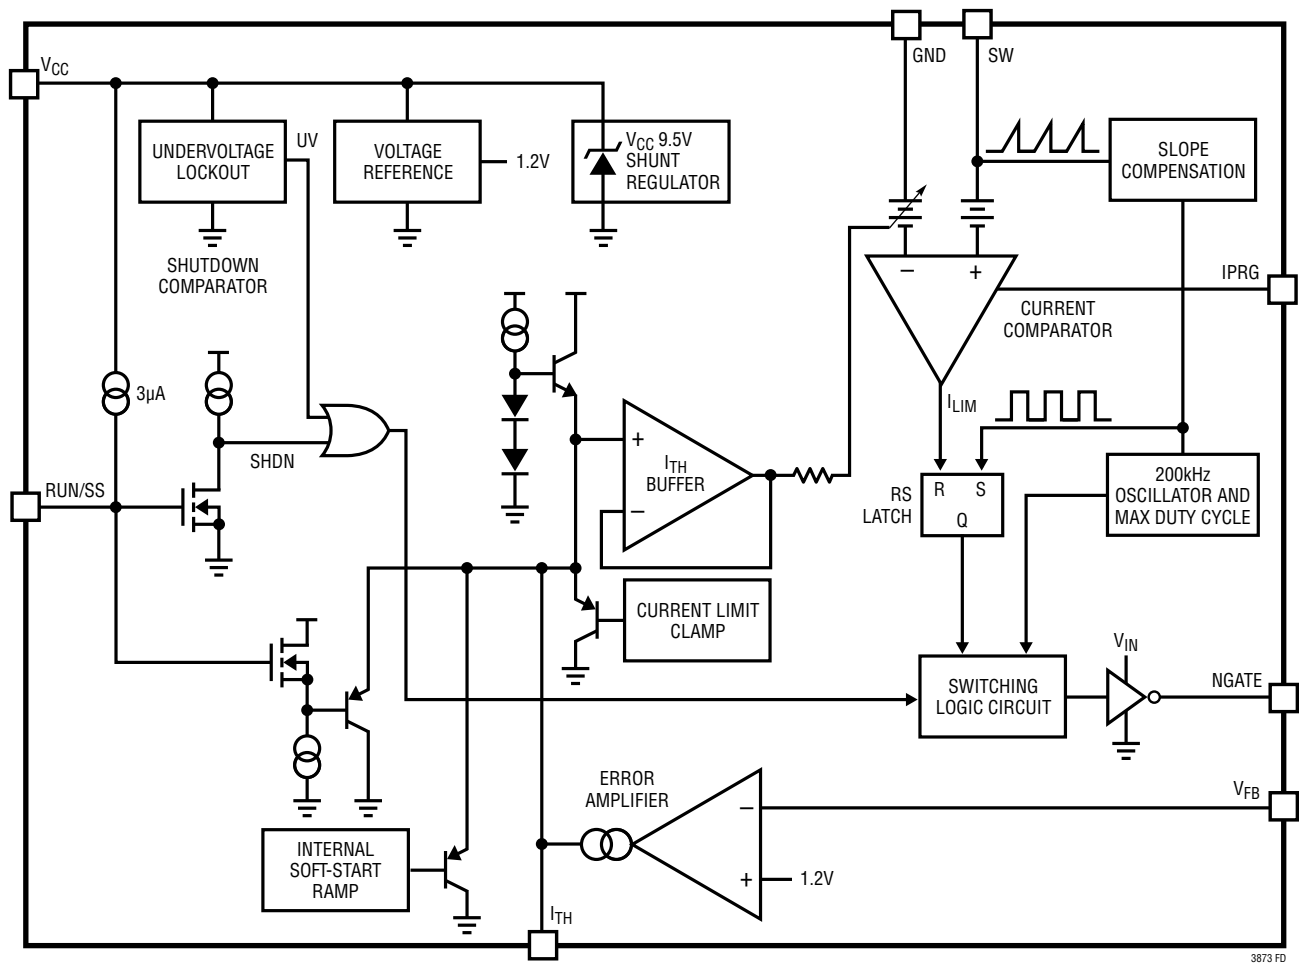 GND
SW
VCC
UNDERVOLTAGE
LOCKOUT
UV
VOLTAGE
REFERENCE
1.2V
VCC 9.5V
SHUNT
REGULATOR
SLOPE
COMPENSATION
SHUTDOWN
COMPARATOR
–
+
IPRG
CURRENT
COMPARATOR
3µA
ILIM
SHDN
+
ITH
BUFFER
–
RUN/SS
RS
LATCH
R
S
Q
200kHz
OSCILLATOR AND
MAX DUTY CYCLE
CURRENT LIMIT
CLAMP
VIN
SWITCHING
LOGIC CIRCUIT
NGATE
ERROR
AMPLIFIER
–
VFB
+
1.2V
INTERNAL
SOFT-START
RAMP
ITH
3873 FD